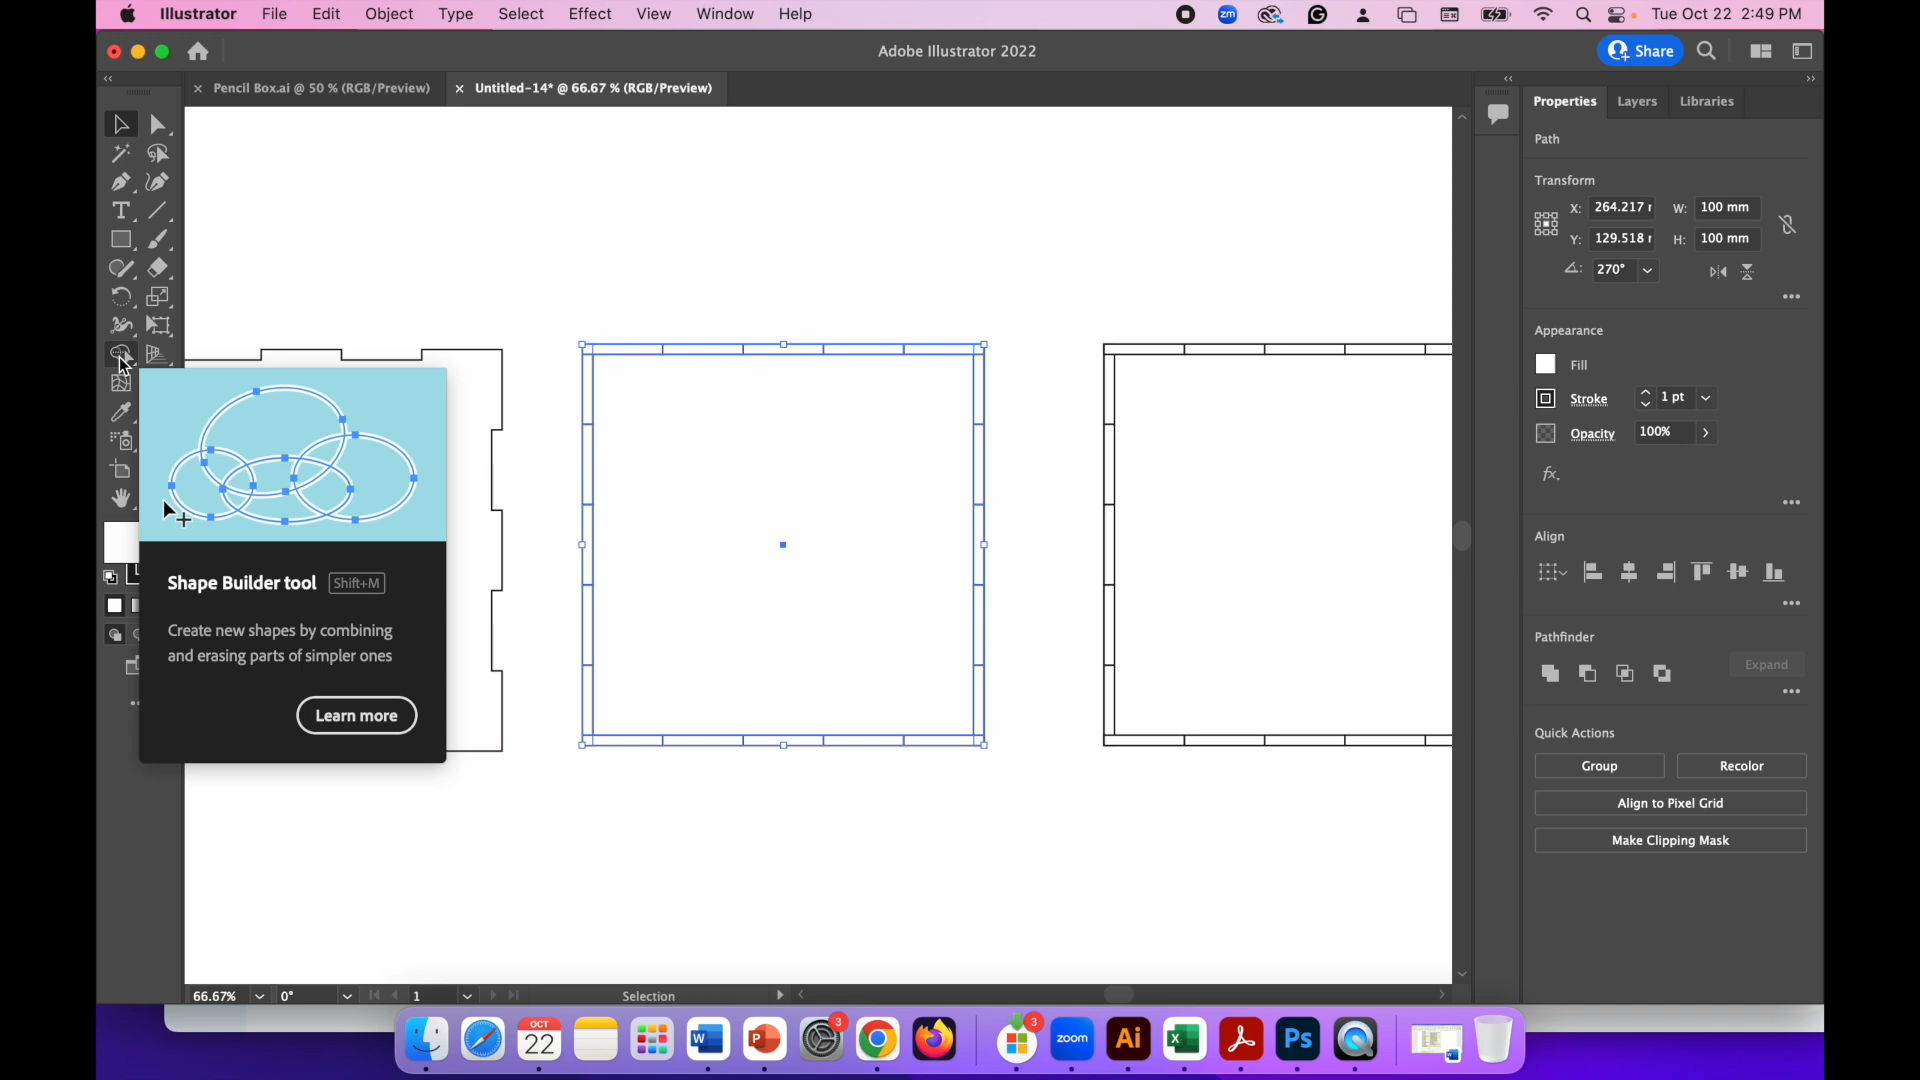 Illustrator File Edit Object Type Select Effect View Window Help
zm
Tue Oct 22 2:49 PM
Adobe Illustrator 2022
Share
Pencil Box.ai @ 50 % (RGB/Preview)
Untitled-14* @ 66.67 % (RGB/Preview)
Properties Layers Libraries
Path
Transform
X: 264.217 W: 100 mm
Y: 129.518 H: 100 mm
270°
Appearance
Fill
Stroke 1 pt
Opacity 100%
fx.
Align
Pathfinder
Expand
Quick Actions
Group Recolor
Align to Pixel Grid
Make Clipping Mask
Shape Builder tool Shift+M
Create new shapes by combining
and erasing parts of simpler ones
Learn more
66.67% 0° 1 Selection
OCT
22
W
P
3
3
zoom
Ai
X
Ps